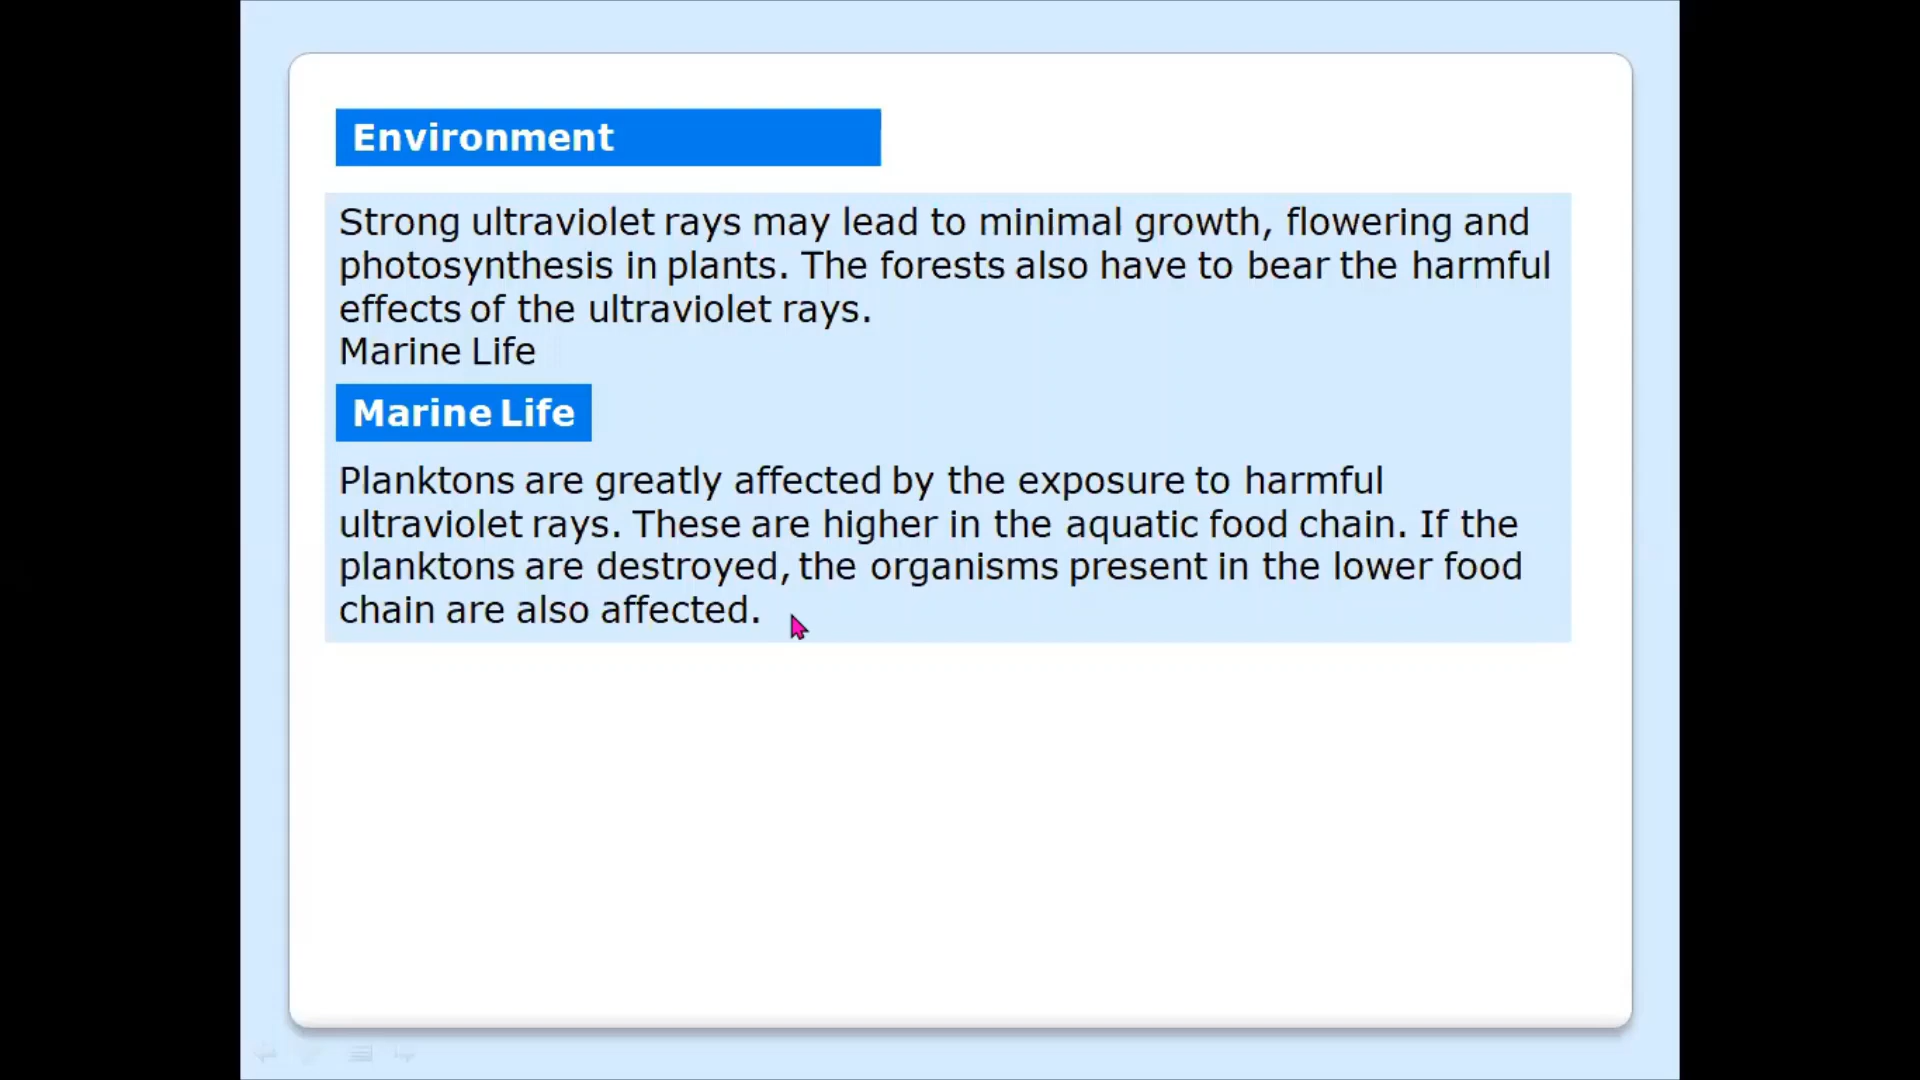 Environment
Strong ultraviolet rays may lead to minimal growth, flowering and
photosynthesis in plants. The forests also have to bear the harmful
effects of the ultraviolet rays.
Marine Life
Marine Life
Planktons are greatly affected by the exposure to harmful
ultraviolet rays. These are higher in the aquatic food chain. If the
planktons are destroyed, the organisms present in the lower food
chain are also affected.